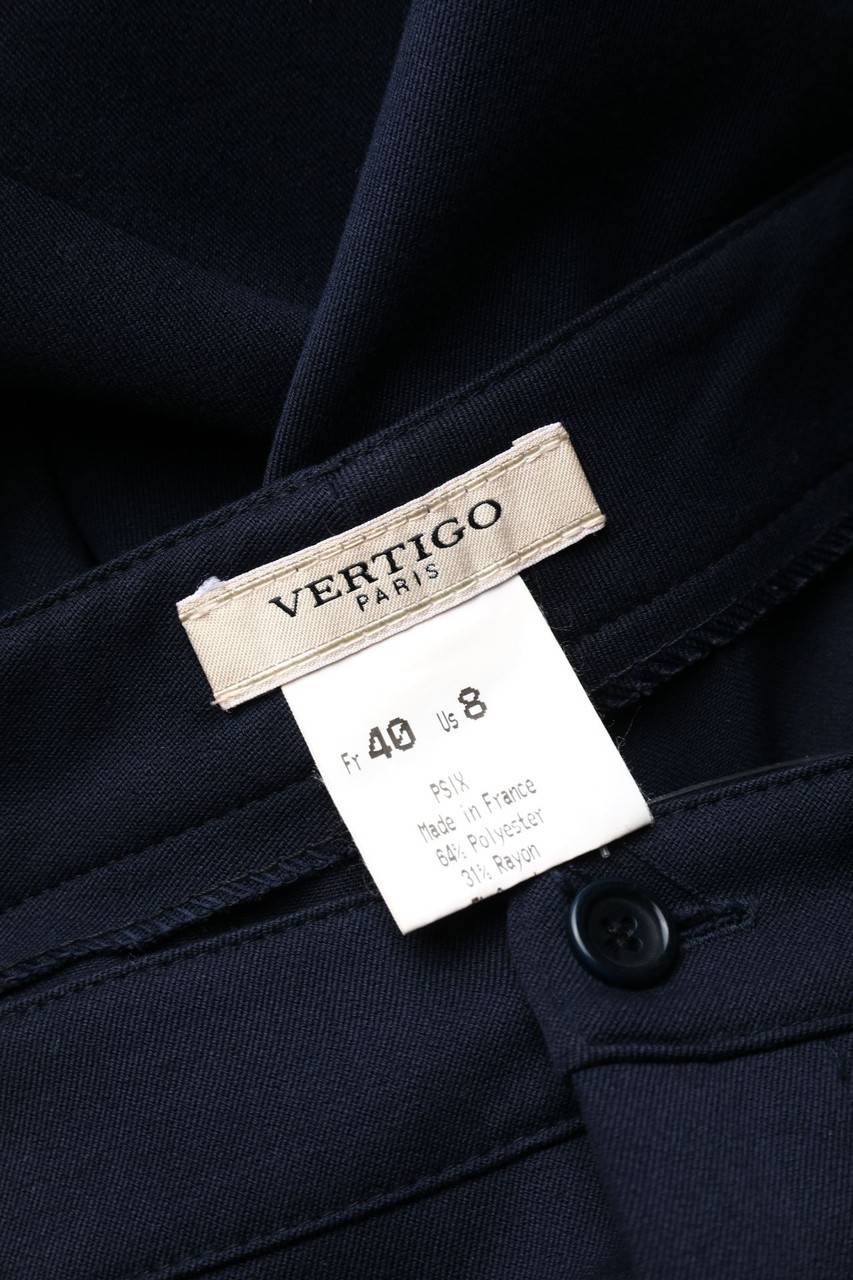 VERTIGO
PARIS
Fr 40 Us 8
PSIX
Made in France
64% Polyester
31% Rayon